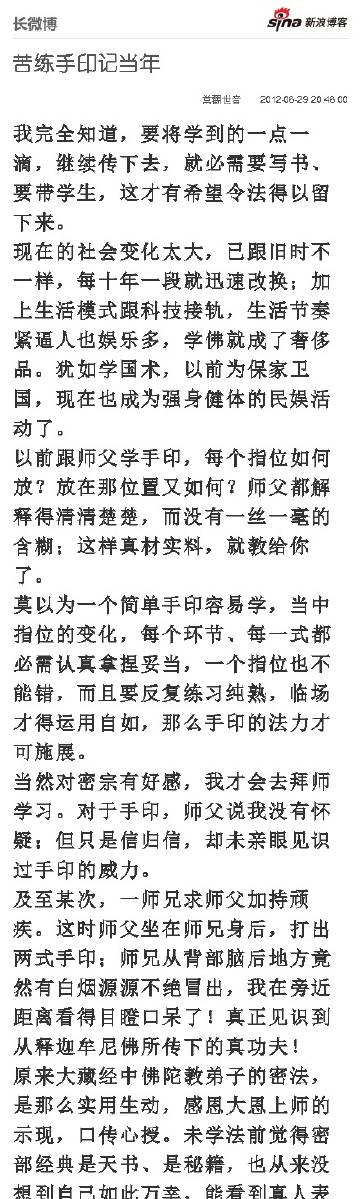 长微博
sina 新浪博客
苦练手印记当年
2012-06-29 20:46:00
我完全知道，要将学到的一点一
滴，继续传下去，就必需要写书、
要带学生，这才有希望令法得以留
下来。
现在的社会变化太大，已跟旧时不
一样，每十年一段就迅速改换；加
上生活模式跟科技接轨，生活节奏
紧逼人也娱乐多，学佛就成了奢侈
品。犹如学国术，以前为保家卫
国，现在也成为强身健体的民娱活
动了。
以前跟师父学手印，每个指位如何
放？放在那位置又如何？师父都解
释得清清楚楚，而没有一丝一毫的
含糊；这样真材实料，就教给你
了。
莫以为一个简单手印容易学，当中
指位的变化，每个环节、每一式都
必需认真拿捏妥当，一个指位也不
能错，而且要反复练习纯熟，临场
才得运用自如，那么手印的法力才
可施展。
当然对密宗有好感，我才会去拜师
学习。对于手印，师父说我没有怀
疑；但只是信归信，却未亲眼见识
过手印的威力。
及至某次，一师兄求师父加持顽
疾。这时师父坐在师兄身后，打出
两式手印；师兄从背部脑后地方竟
然有白烟源源不绝冒出，我在旁近
距离看得目瞪口呆了！真正见识到
从释迦牟尼佛所传下的真功夫！
原来大藏经中佛陀教弟子的密法，
是那么实用生动，感恩大恩上师的
示现，口传心授。未学法前觉得密
部经典是天书、是秘籍，也从来没
想到自己如此万幸，能看到真人表